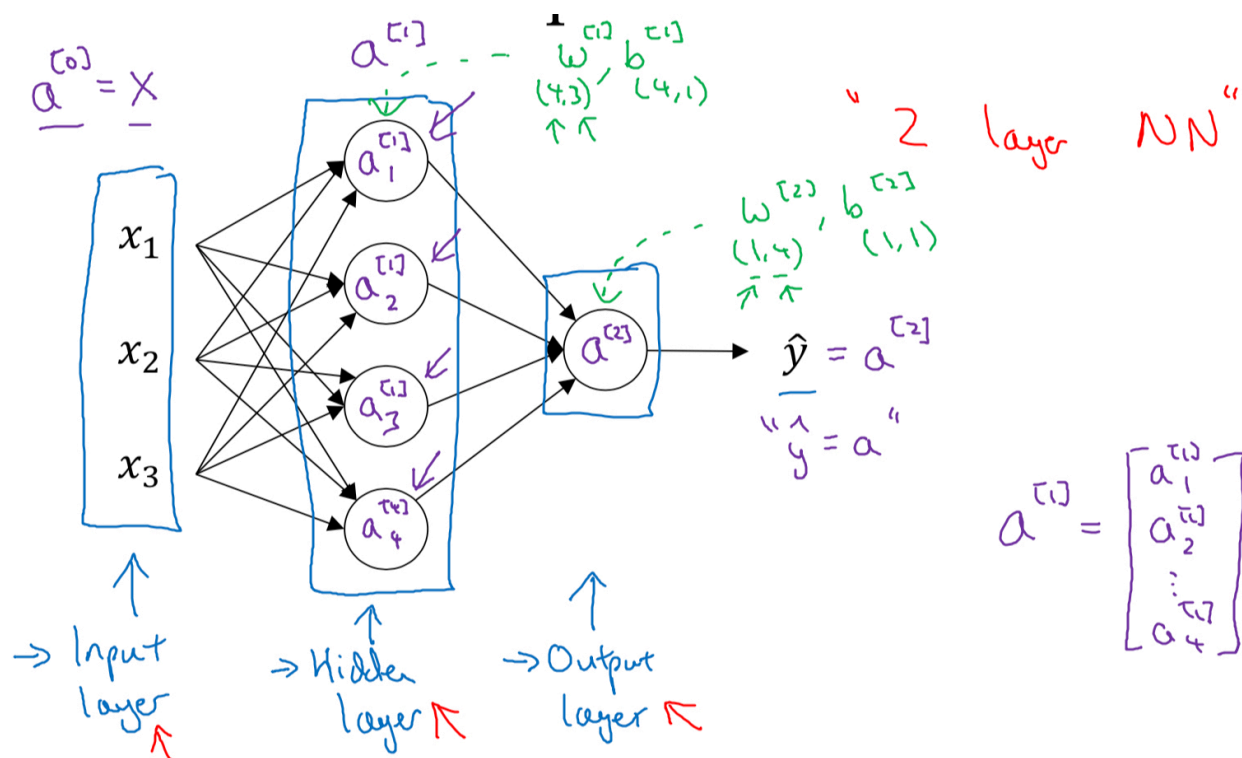 a^[0] = X
a^[1]
w^[1], b^[1]
(4,3) (4,1)
"2 layer NN"
x₁
x₂
x₃
a₁^[1]
a₂^[1]
a₃^[1]
a₄^[4]
w^[2], b^[2]
(1,4) (1,1)
a^[2]
ŷ = a^[2]
"ŷ = a"
a^[1] = [a₁^[1]
a₂^[1]
⋮
a₄^[1]]
→ Input layer
→ Hidden layer
→ Output layer